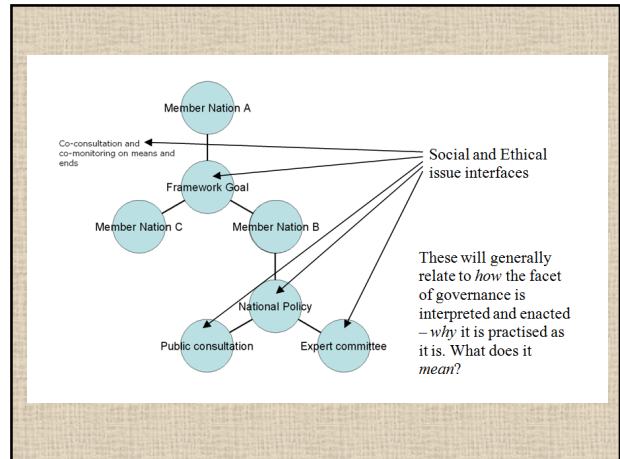 Member Nation A
Co-consultation and
co-monitoring on means and
ends
Social and Ethical
issue interfaces
Framework Goal
Member Nation C
Member Nation B
These will generally
relate to how the facet
of governance is
interpreted and enacted
– why it is practised as
it is. What does it
mean?
National Policy
Public consultation
Expert committee